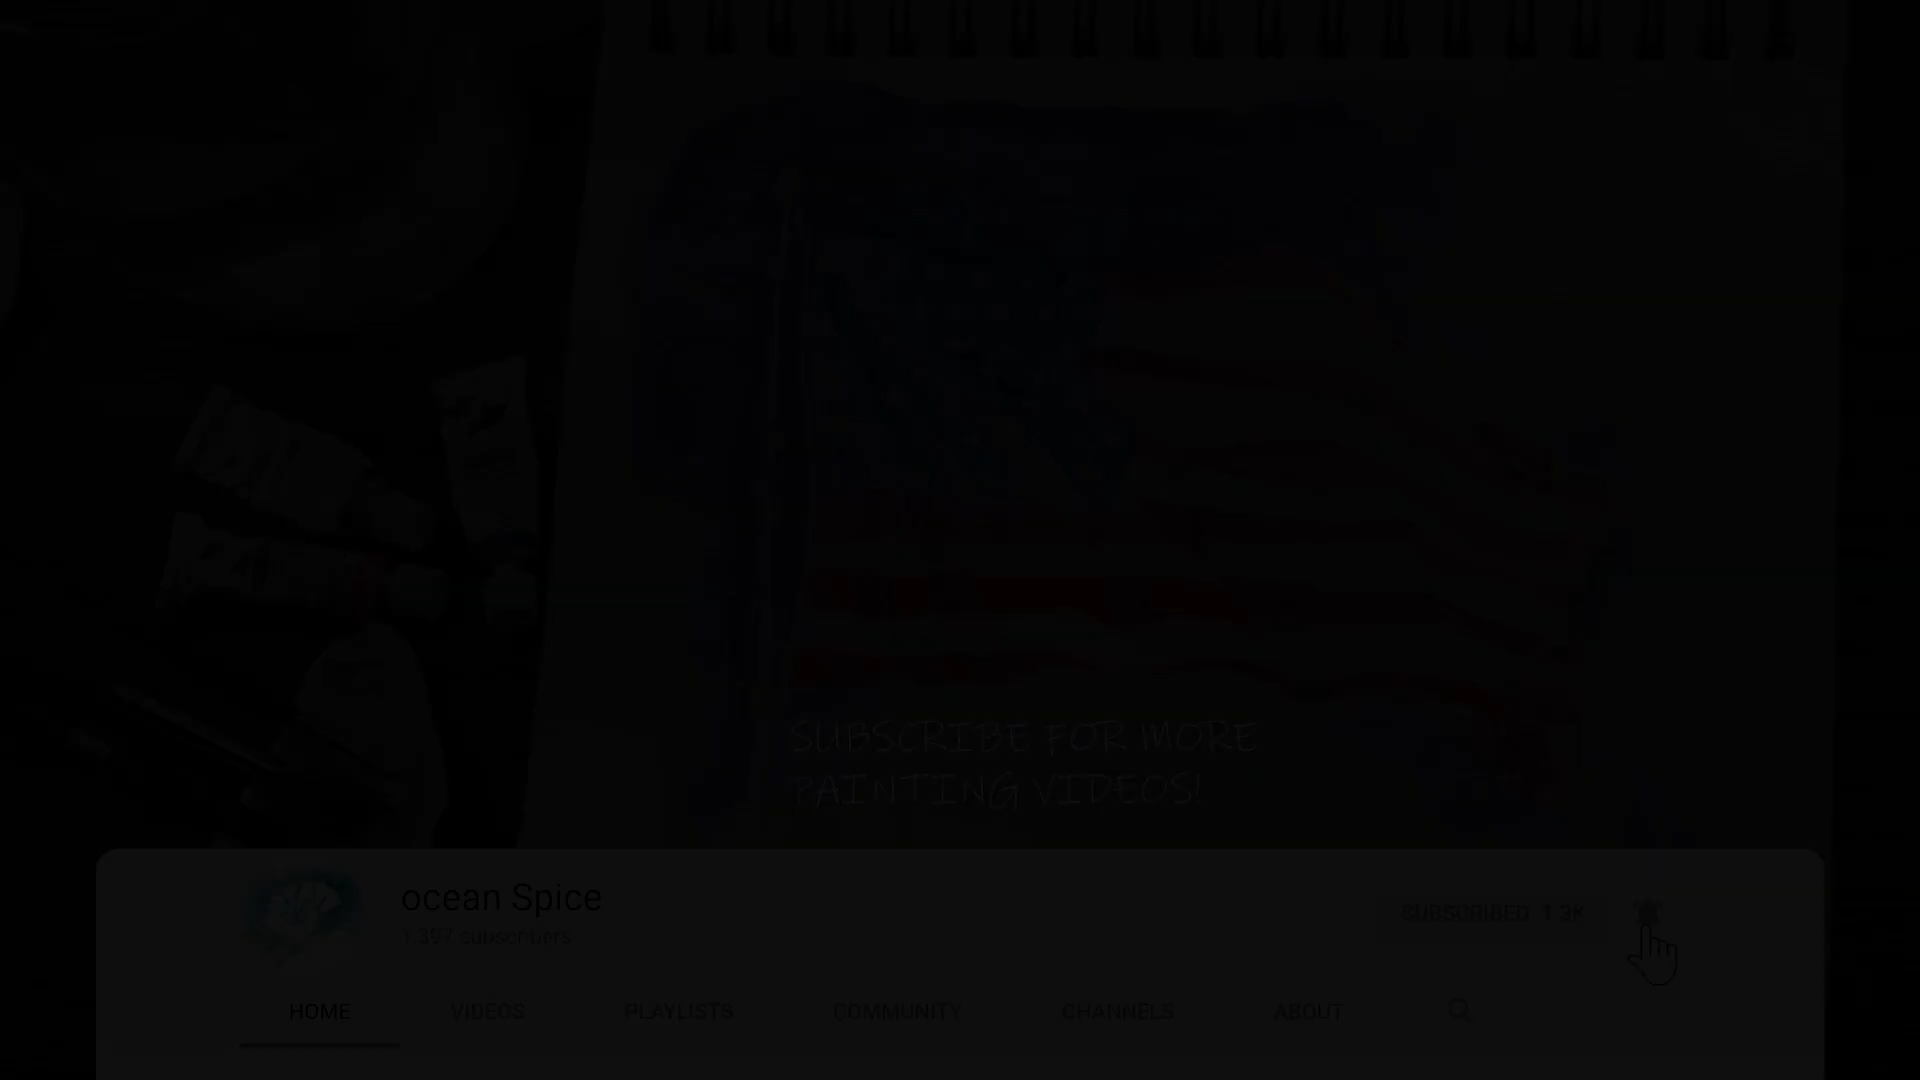 SUBSCRIBE FOR MORE
PAINTING VIDEOS!
ocean Spice
SUBSCRIBED 1.3K
1,397 subscribers
HOME VIDEOS PLAYLISTS COMMUNITY CHANNELS ABOUT